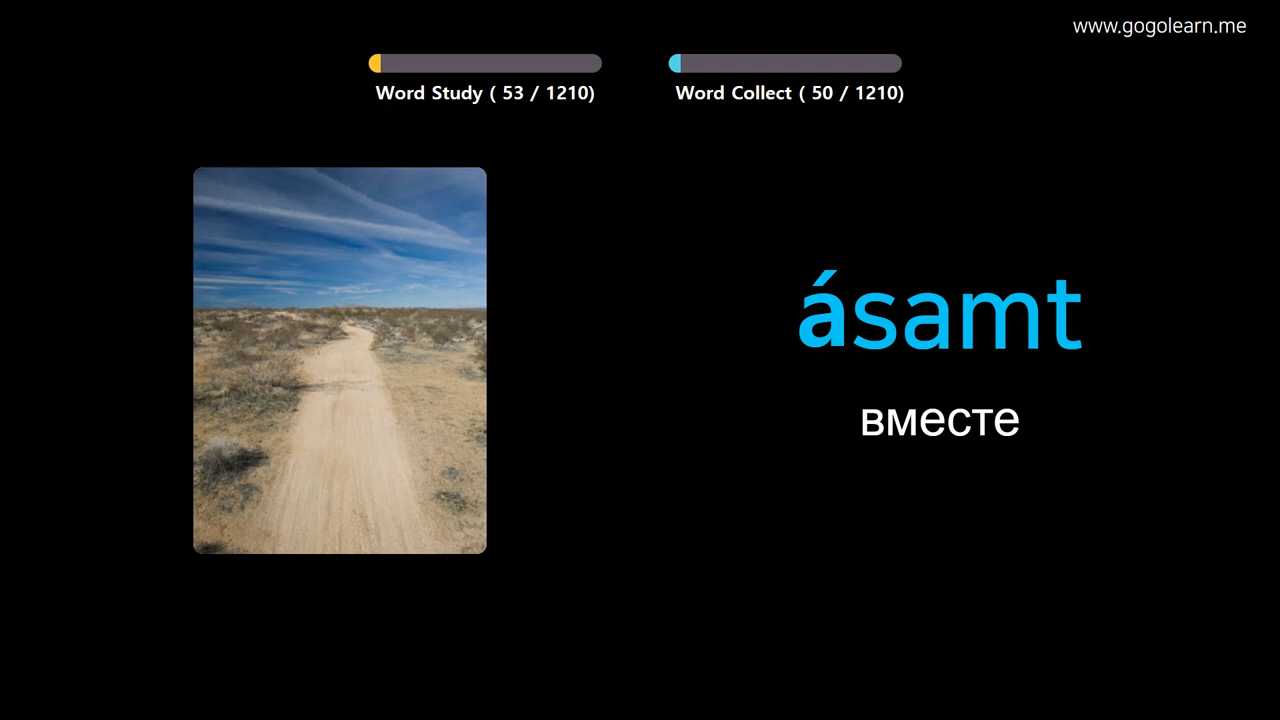 www.gogolearn.me
Word Study ( 53 / 1210)
Word Collect ( 50 / 1210)
ásamt
вместе